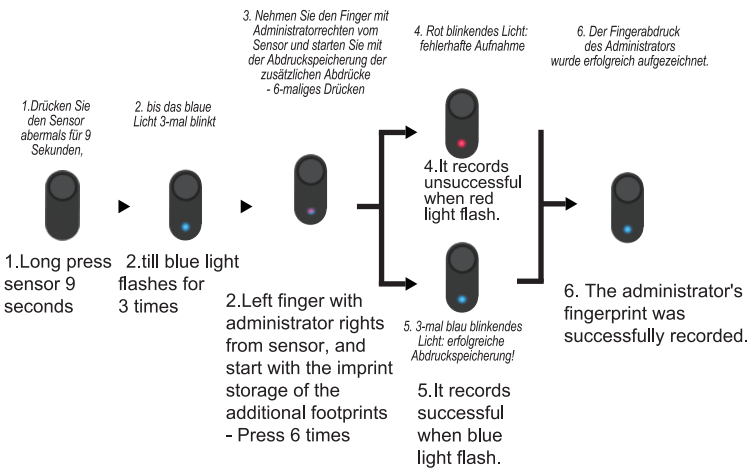 1.Drücken Sie
den Sensor
abermals für 9
Sekunden,
2. bis das blaue
Licht 3-mal blinkt
3. Nehmen Sie den Finger mit
Administratorrechten vom
Sensor und starten Sie mit
der Abdruckspeicherung der
zusätzlichen Abdrücke
- 6-maliges Drücken
4. Rot blinkendes Licht:
fehlerhafte Aufnahme
6. Der Fingerabdruck
des Administrators
wurde erfolgreich aufgezeichnet.
1.Long press
sensor 9
seconds
2.till blue light
flashes for
3 times
2.Left finger with
administrator rights
from sensor, and
start with the imprint
storage of the
additional footprints
- Press 6 times
4.It records
unsuccessful
when red
light flash.
5. 3-mal blau blinkendes
Licht: erfolgreiche
Abdruckspeicherung!
5.It records
successful
when blue
light flash.
6. The administrator's
fingerprint was
successfully recorded.